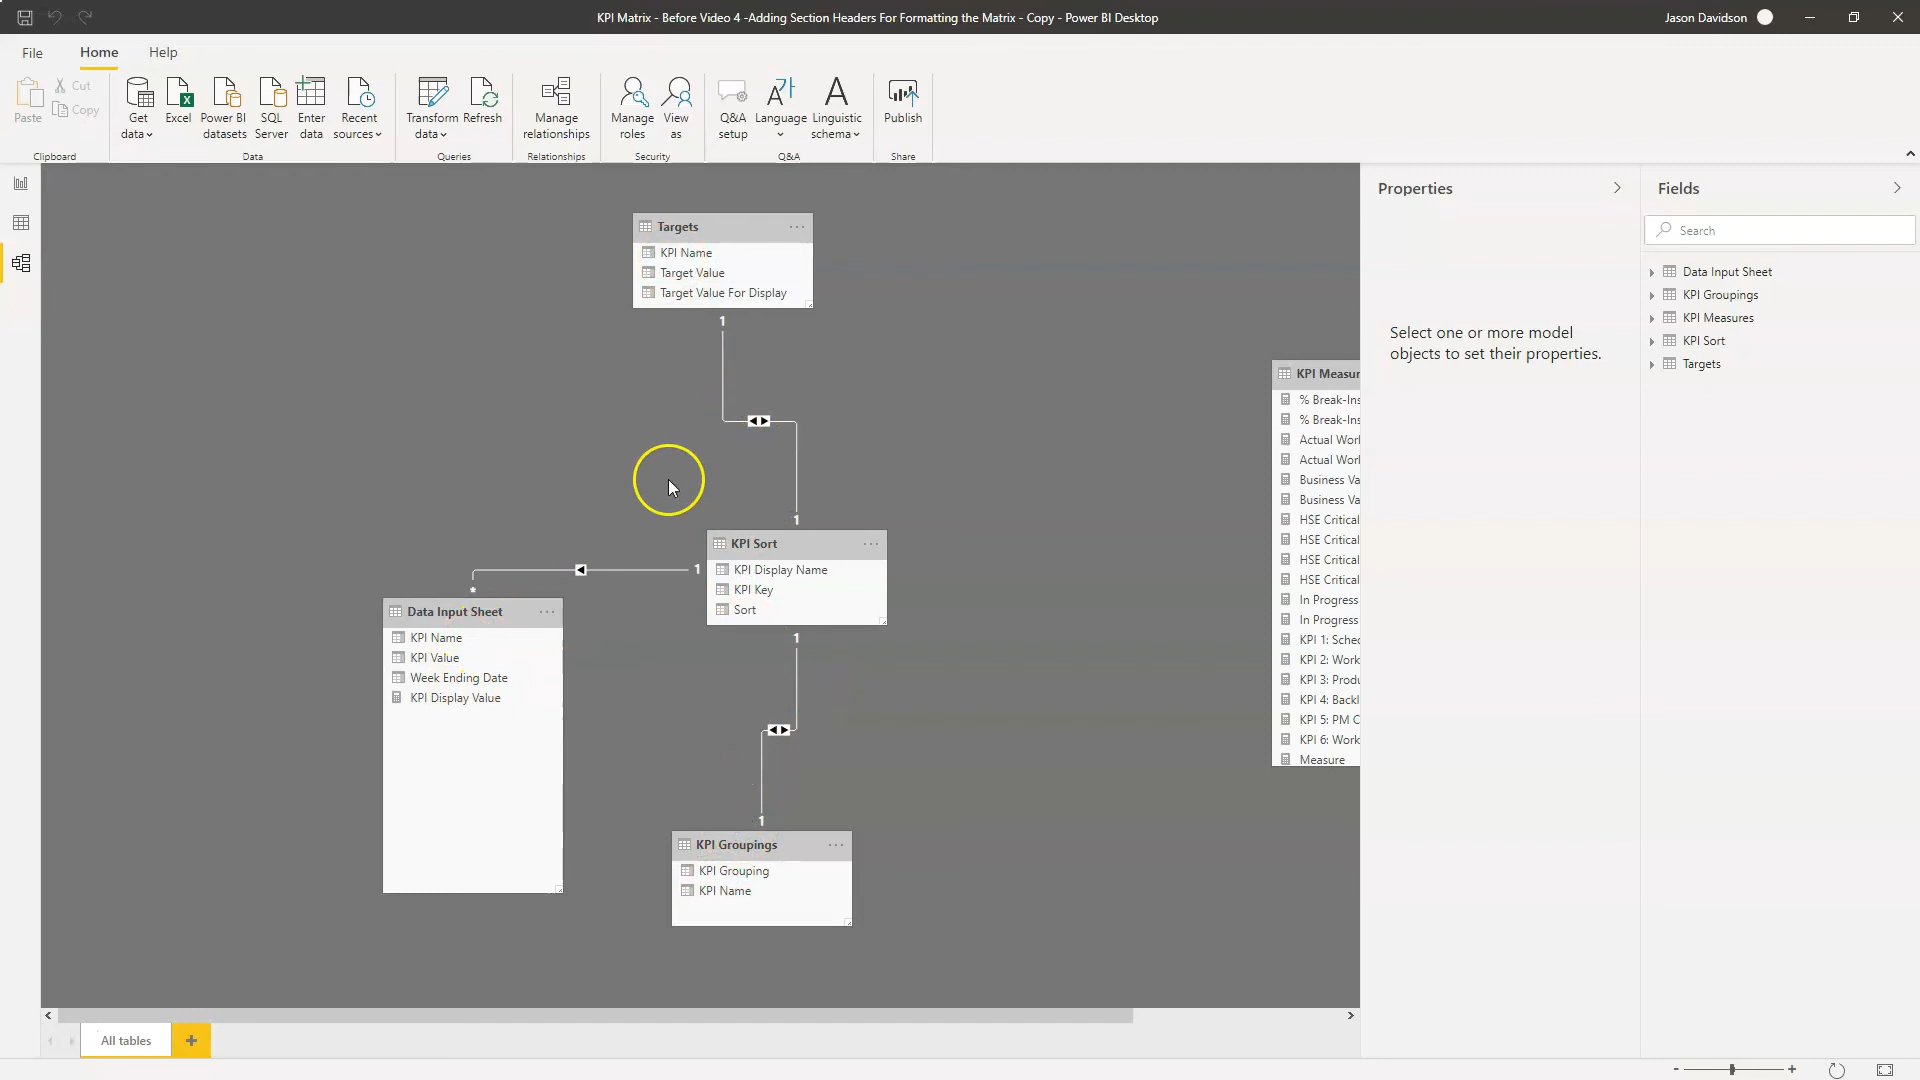 KPI Matrix - Before Video 4 -Adding Section Headers For Formatting the Matrix - Copy - Power BI Desktop
Jason Davidson
File
Home
Help
Paste
Cut
Copy
Clipboard
Get
data
Excel
Power BI
datasets
SQL
Server
Enter
data
Recent
sources
Data
Transform
data
Refresh
Queries
Manage
relationships
Relationships
Manage
roles
View
as
Security
Q&A
setup
Language
Linguistic
schema
Q&A
Publish
Share
Targets
KPI Name
Target Value
Target Value For Display
1
1
KPI Sort
KPI Display Name
KPI Key
Sort
1
*
Data Input Sheet
KPI Name
KPI Value
Week Ending Date
KPI Display Value
1
1
KPI Groupings
KPI Grouping
KPI Name
KPI Measur
% Break-Ins
% Break-Ins
Actual Worl
Actual Worl
Business Va
Business Va
HSE Critical
HSE Critical
HSE Critical
HSE Critical
In Progress
In Progress
KPI 1: Sched
KPI 2: Work
KPI 3: Produ
KPI 4: Backl
KPI 5: PM C
KPI 6: Work
Measure
Properties
Select one or more model
objects to set their properties.
Fields
Search
Data Input Sheet
KPI Groupings
KPI Measures
KPI Sort
Targets
All tables